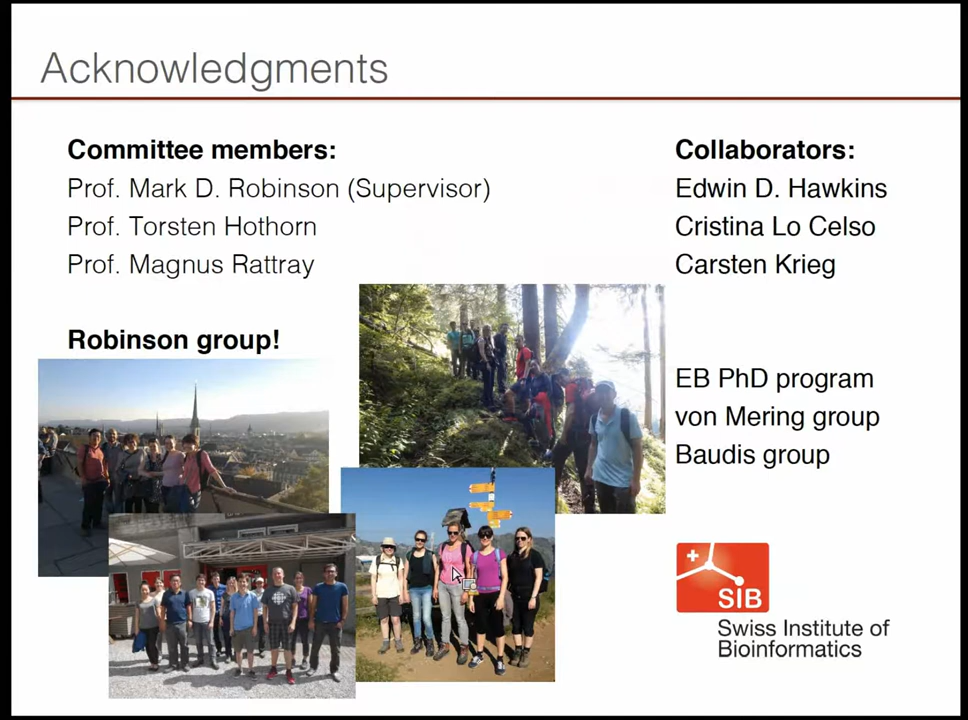 Acknowledgments
Committee members:
Prof. Mark D. Robinson (Supervisor)
Prof. Torsten Hothorn
Prof. Magnus Rattray
Robinson group!
Collaborators:
Edwin D. Hawkins
Cristina Lo Celso
Carsten Krieg
EB PhD program
von Mering group
Baudis group
SIB
Swiss Institute of
Bioinformatics